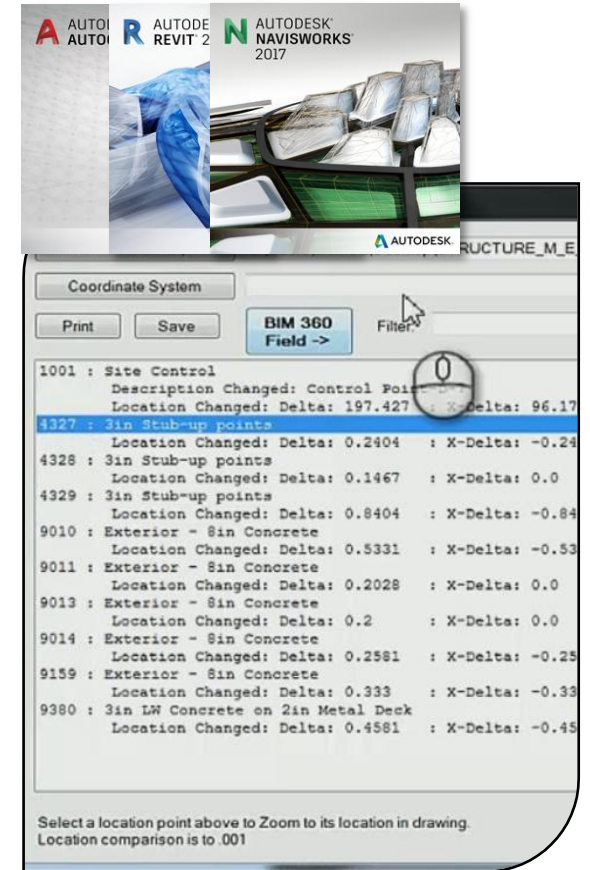 AUTODESK®
NAVISWORKS®
2017
REVIT®
AUTODESK.
RUCTURE_M_E_
Coordinate System
Print
Save
BIM 360
Field ->
Filter:
1001 : Site Control
Description Changed: Control Poi
Location Changed: Delta: 197.427 : X-Delta: 96.17
4327 : 3in Stub-up points
Location Changed: Delta: 0.2404 : X-Delta: -0.24
4328 : 3in Stub-up points
Location Changed: Delta: 0.1467 : X-Delta: 0.0
4329 : 3in Stub-up points
Location Changed: Delta: 0.8404 : X-Delta: -0.84
9010 : Exterior - 8in Concrete
Location Changed: Delta: 0.5331 : X-Delta: -0.53
9011 : Exterior - 8in Concrete
Location Changed: Delta: 0.2028 : X-Delta: 0.0
9013 : Exterior - 8in Concrete
Location Changed: Delta: 0.2 : X-Delta: 0.0
9014 : Exterior - 8in Concrete
Location Changed: Delta: 0.2581 : X-Delta: -0.25
9159 : Exterior - 8in Concrete
Location Changed: Delta: 0.333 : X-Delta: -0.33
9380 : 3in LW Concrete on 2in Metal Deck
Location Changed: Delta: 0.4581 : X-Delta: -0.45
Select a location point above to Zoom to its location in drawing.
Location comparison is to .001